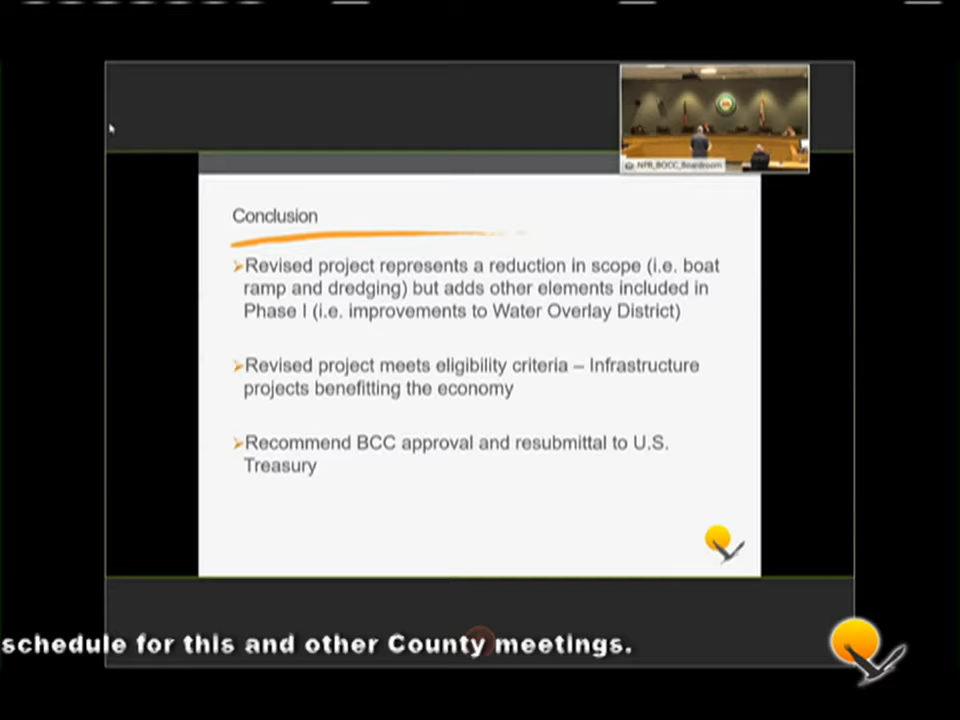 NPR_BOCC_Boardroom
Conclusion
➢Revised project represents a reduction in scope (i.e. boat
ramp and dredging) but adds other elements included in
Phase I (i.e. improvements to Water Overlay District)
➢Revised project meets eligibility criteria – Infrastructure
projects benefitting the economy
➢Recommend BCC approval and resubmittal to U.S.
Treasury
schedule for this and other County meetings.